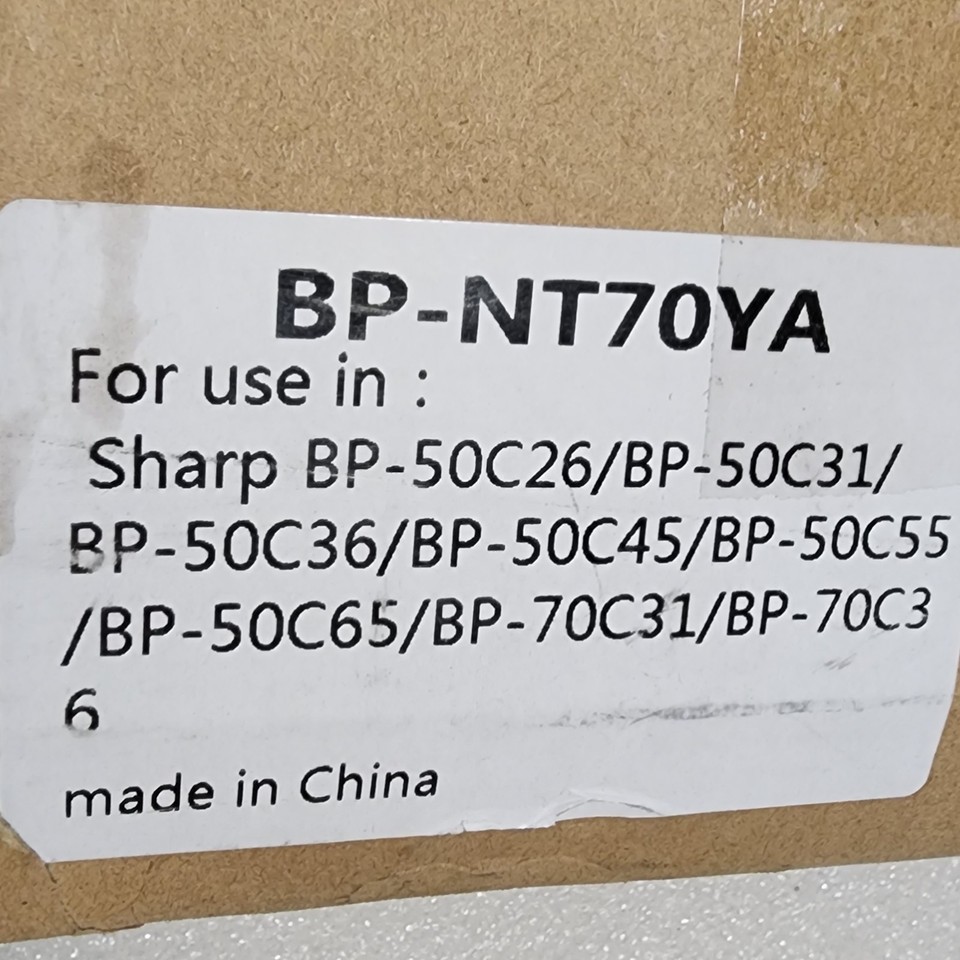 BP-NT70YA
For use in :
Sharp BP-50C26/BP-50C31/
BP-50C36/BP-50C45/BP-50C55
/BP-50C65/BP-70C31/BP-70C3
6
made in China